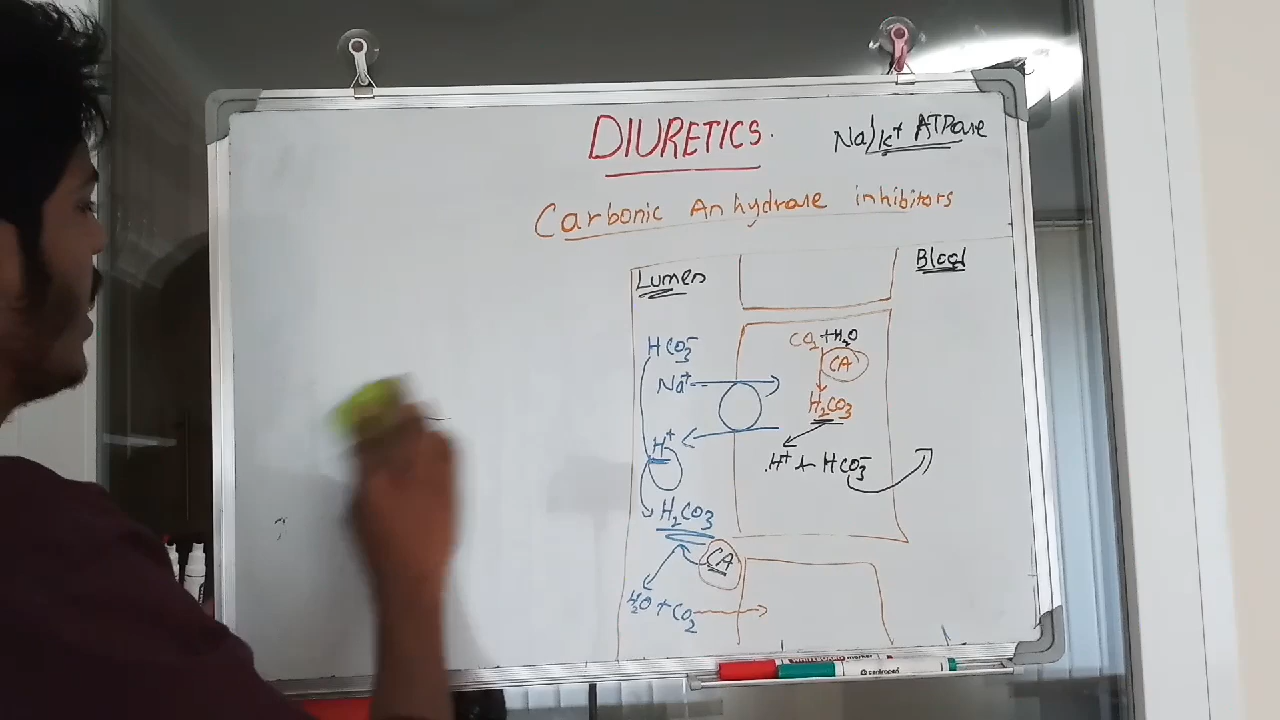 DIURETICS.
Na/K+ ATPase
Carbonic Anhydrase inhibitors
Lumen
Blood
HCO3-
CO2+H2O
Na+
CA
H2CO3
H+
H+ + HCO3-
H2CO3
CA
H2O + CO2